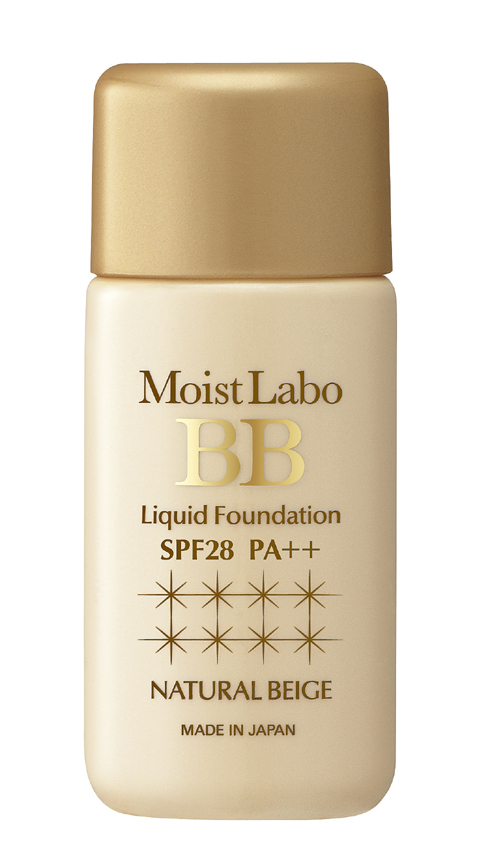 Moist Labo
BB
Liquid Foundation
SPF28 PA++
NATURAL BEIGE
MADE IN JAPAN